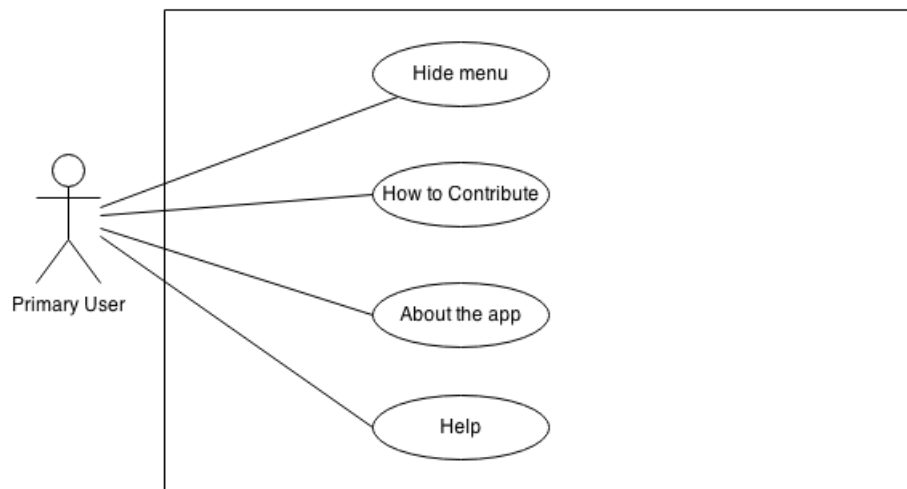 Hide menu
How to Contribute
Primary User
About the app
Help